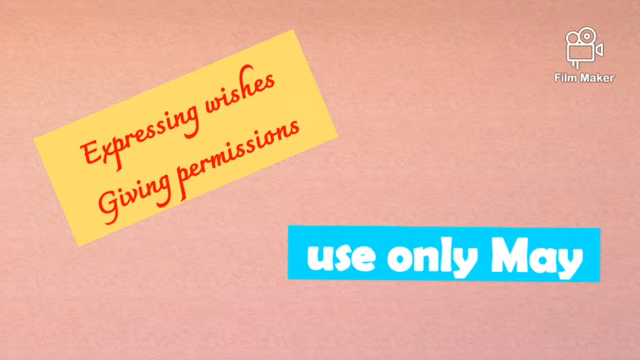 Film Maker
Expressing wishes
Giving permissions
use only May